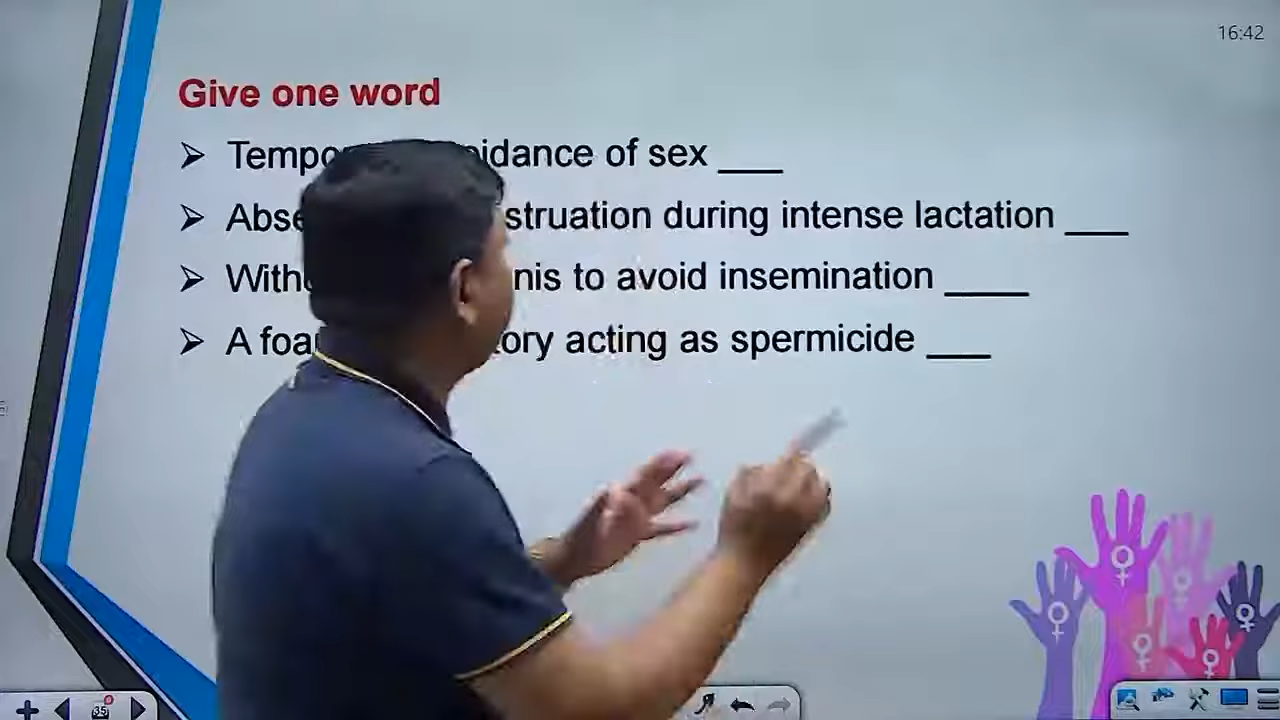 16:42
Give one word
Tempo idance of sex ___
Abse struation during intense lactation ___
With nis to avoid insemination ____
A foa ory acting as spermicide ___
35